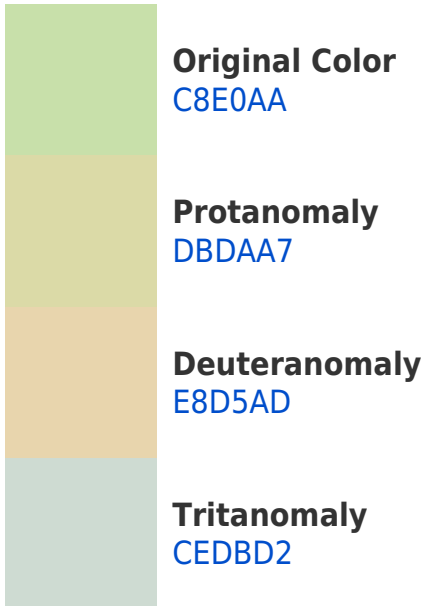 Original Color
C8E0AA
Protanomaly
DBDAA7
Deuteranomaly
E8D5AD
Tritanomaly
CEDBD2